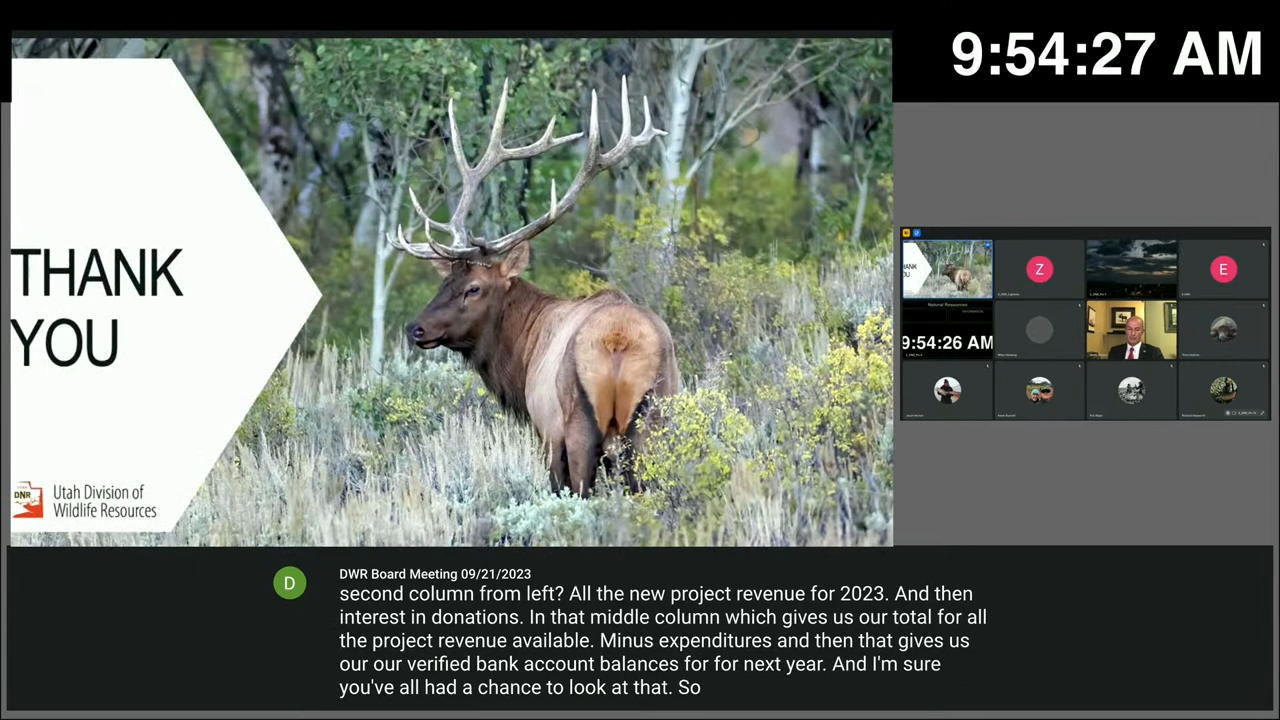 9:54:27 AM
THANK
YOU
DNR
Utah Division of
Wildlife Resources
HANK
OU
Z
E
Natural Resources
9:54:26 AM
D
DWR Board Meeting 09/21/2023
second column from left? All the new project revenue for 2023. And then
interest in donations. In that middle column which gives us our total for all
the project revenue available. Minus expenditures and then that gives us
our our verified bank account balances for for next year. And I'm sure
you've all had a chance to look at that. So